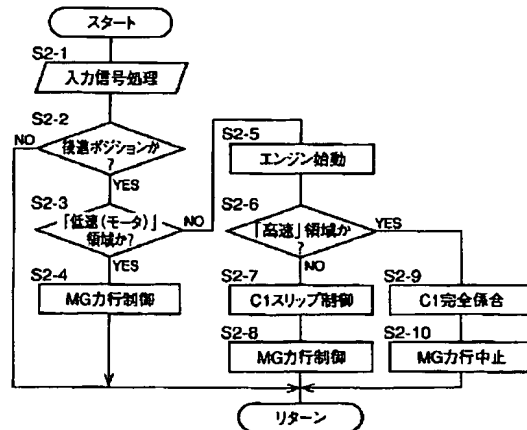 スタート
S2-1
入力信号処理
S2-2
後進ポジションか
?
NO
YES
S2-3
「低速(モータ)」
領域か?
NO
YES
S2-4
MG力行制御
S2-5
エンジン始動
S2-6
「高速」領域か
?
YES
NO
S2-7
C1スリップ制御
S2-8
MG力行制御
S2-9
C1完全係合
S2-10
MG力行中止
リターン